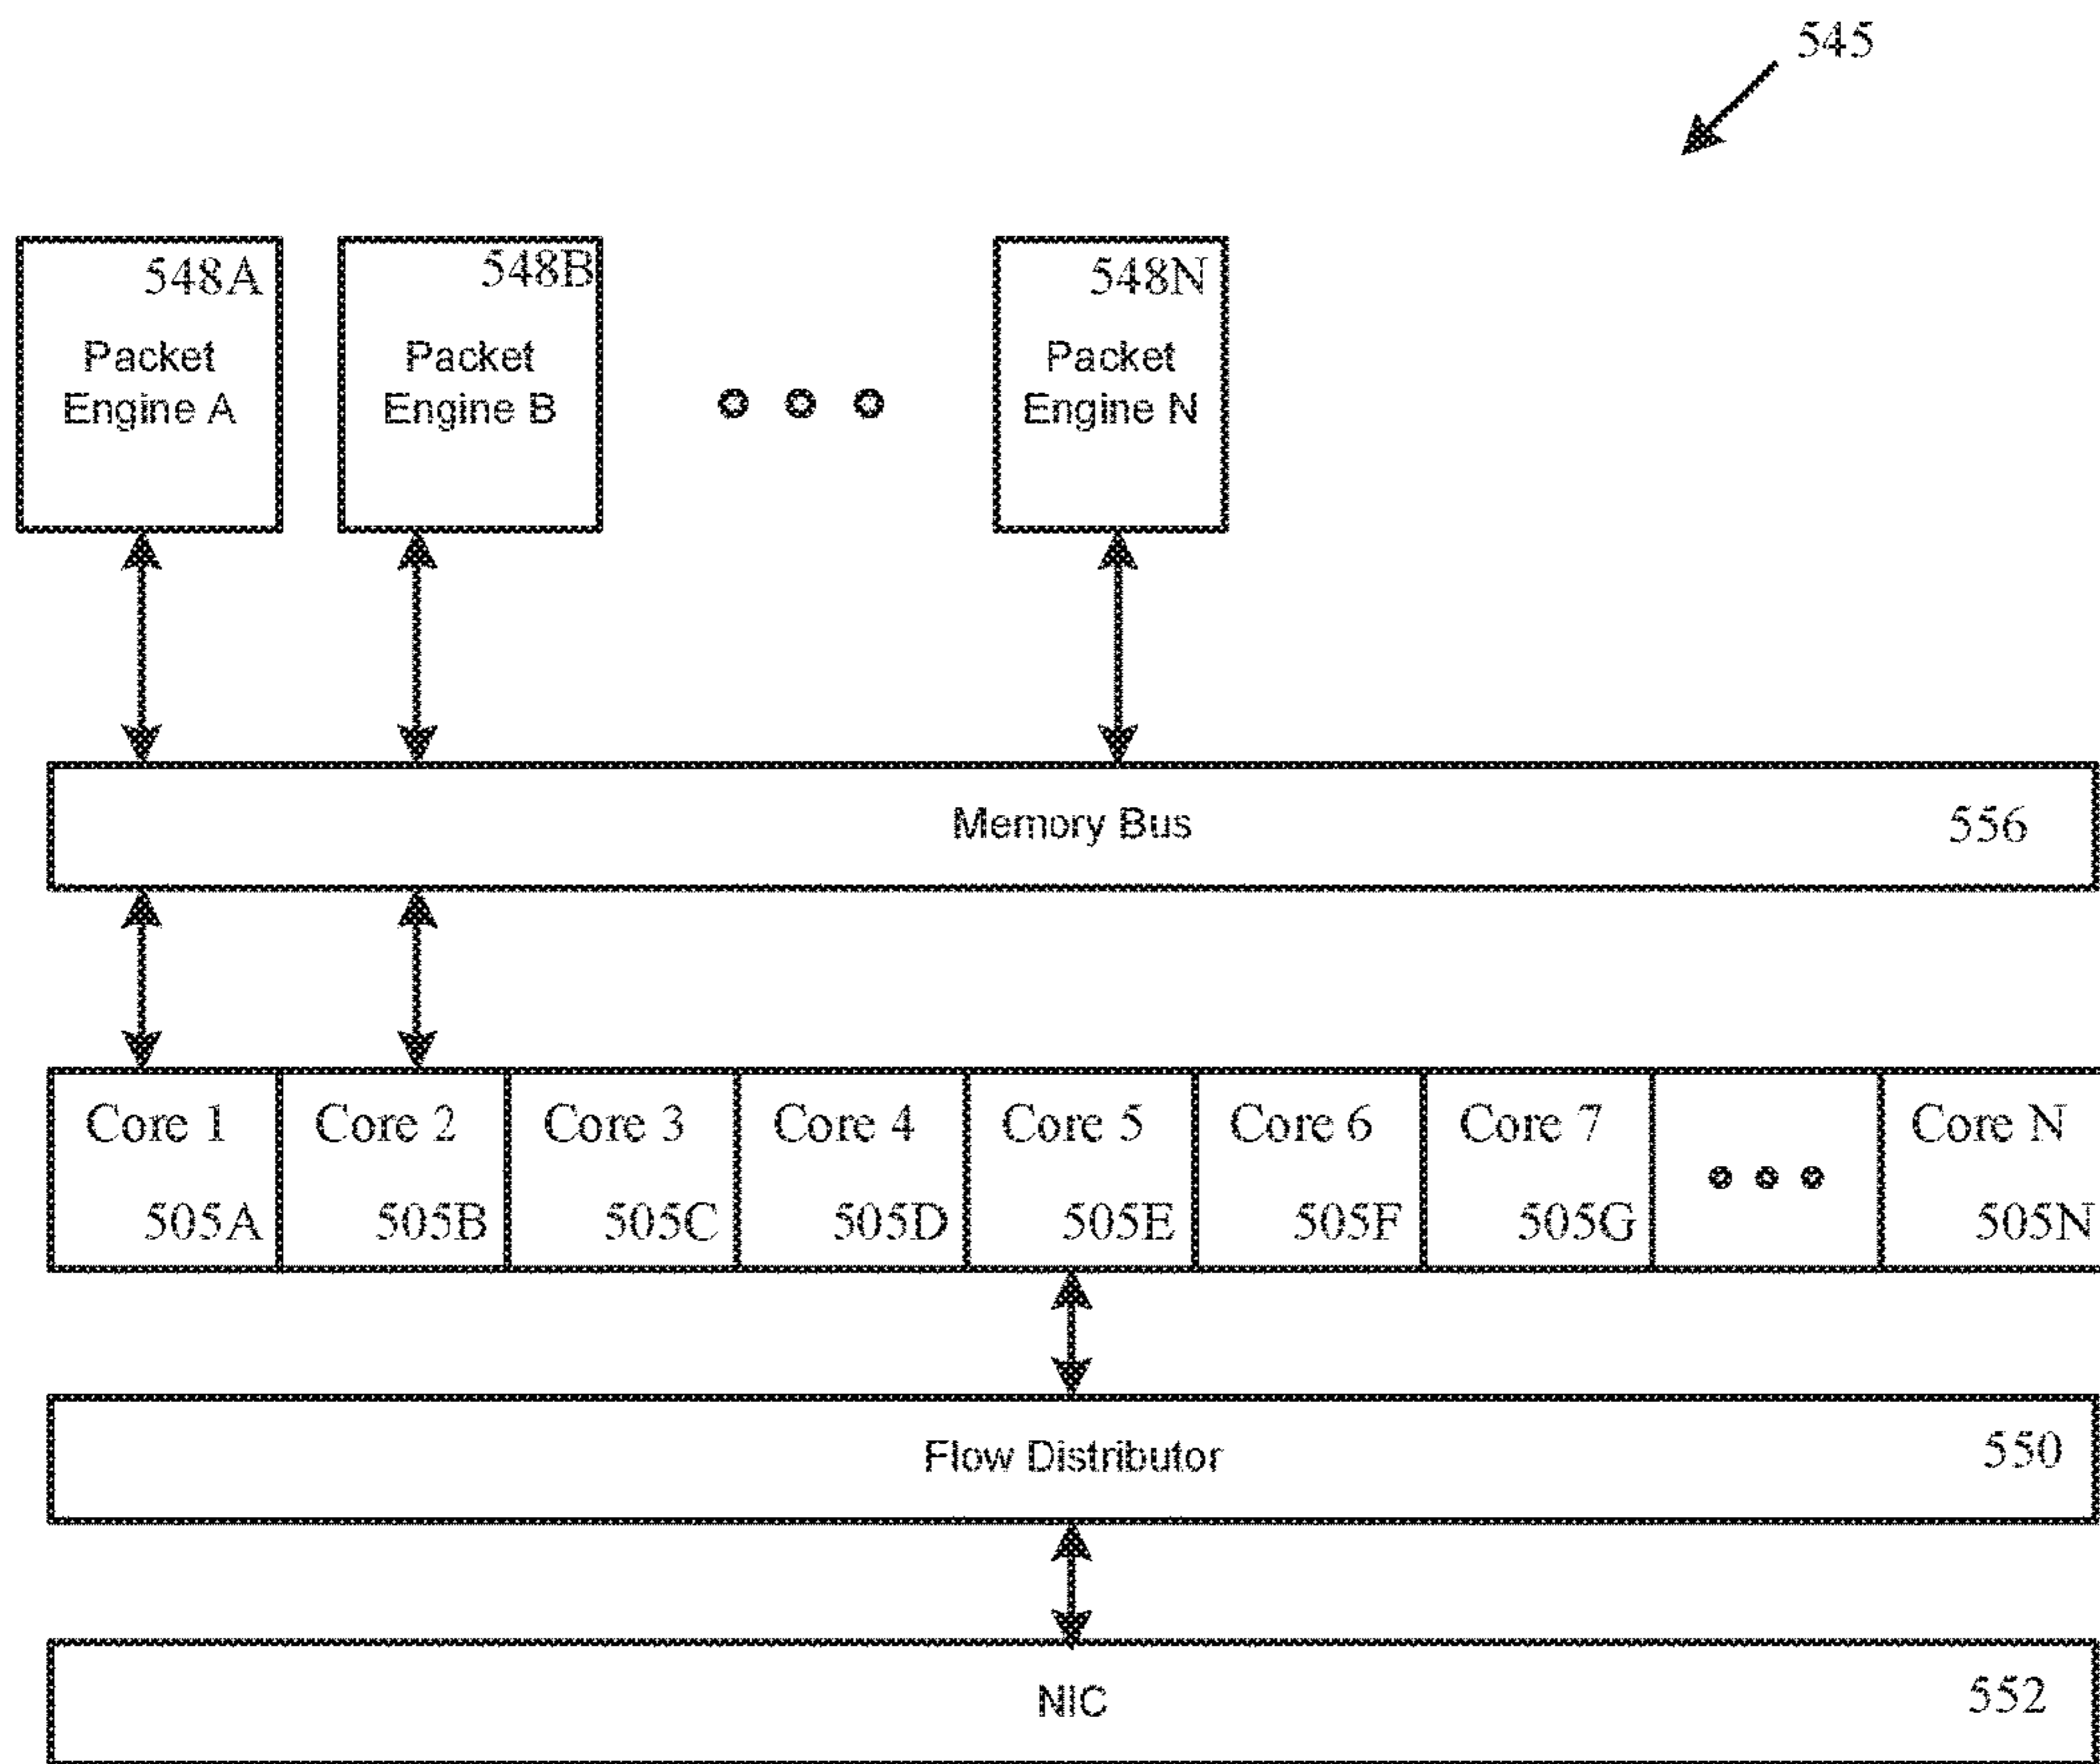 545
548A
Packet
Engine A
548B
Packet
Engine B
548N
Packet
Engine N
Memory Bus 556
Core 1 Core 2 Core 3 Core 4 Core 5 Core 6 Core 7 Core N
505A 505B 505C 505D 505E 505F 505G 505N
Flow Distributor 550
NIC 552